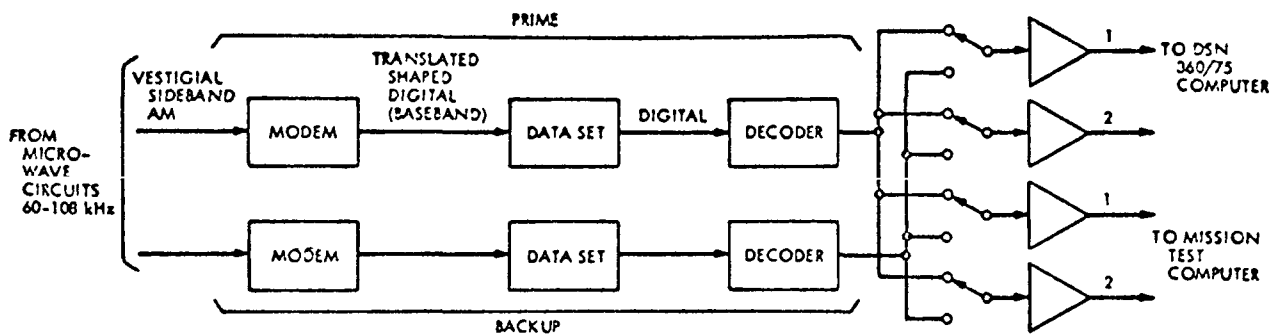 PRIME
FROM
MICRO-
WAVE
CIRCUITS
60-108 kHz
VESTIGIAL
SIDEBAND
AM
MODEM
TRANSLATED
SHAPED
DIGITAL
(BASEBAND)
DATA SET
DIGITAL
DECODER
1
TO DSN
360/75
COMPUTER
2
MODEM
DATA SET
DECODER
1
TO MISSION
TEST
COMPUTER
2
BACKUP